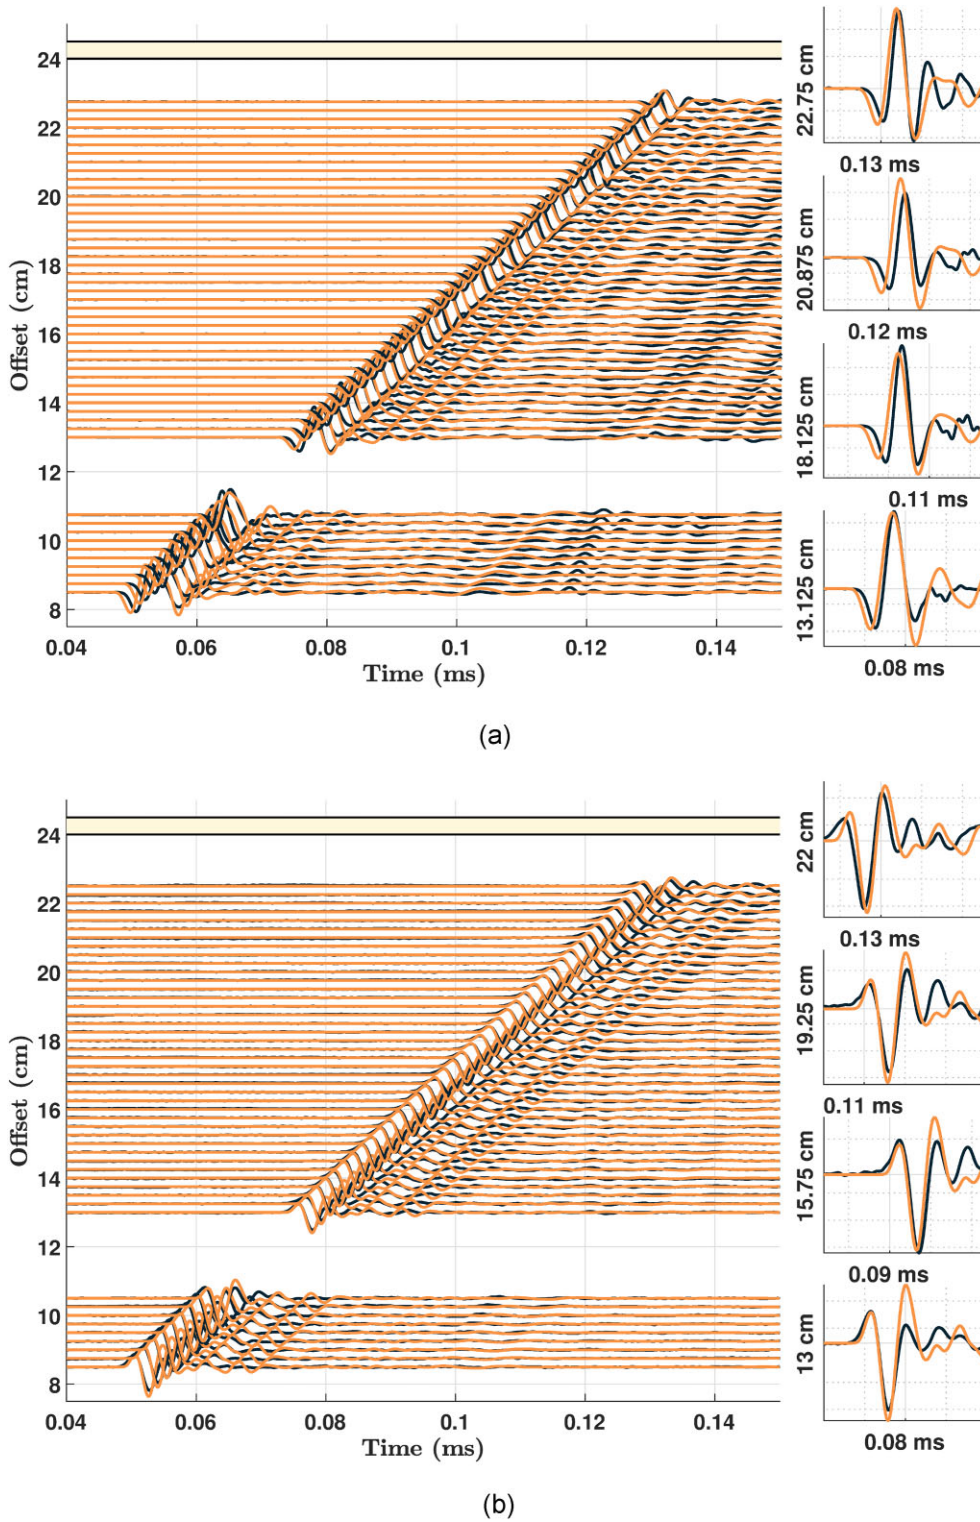 24
22
20
18
16
14
12
10
8
Offset (cm)
0.04
0.06
0.08
0.1
0.12
0.14
Time (ms)
22.75 cm
0.13 ms
20.875 cm
0.12 ms
18.125 cm
0.11 ms
13.125 cm
0.08 ms
(a)
24
22
20
18
16
14
12
10
8
Offset (cm)
0.04
0.06
0.08
0.1
0.12
0.14
Time (ms)
22 cm
0.13 ms
19.25 cm
0.11 ms
15.75 cm
0.09 ms
13 cm
0.08 ms
(b)